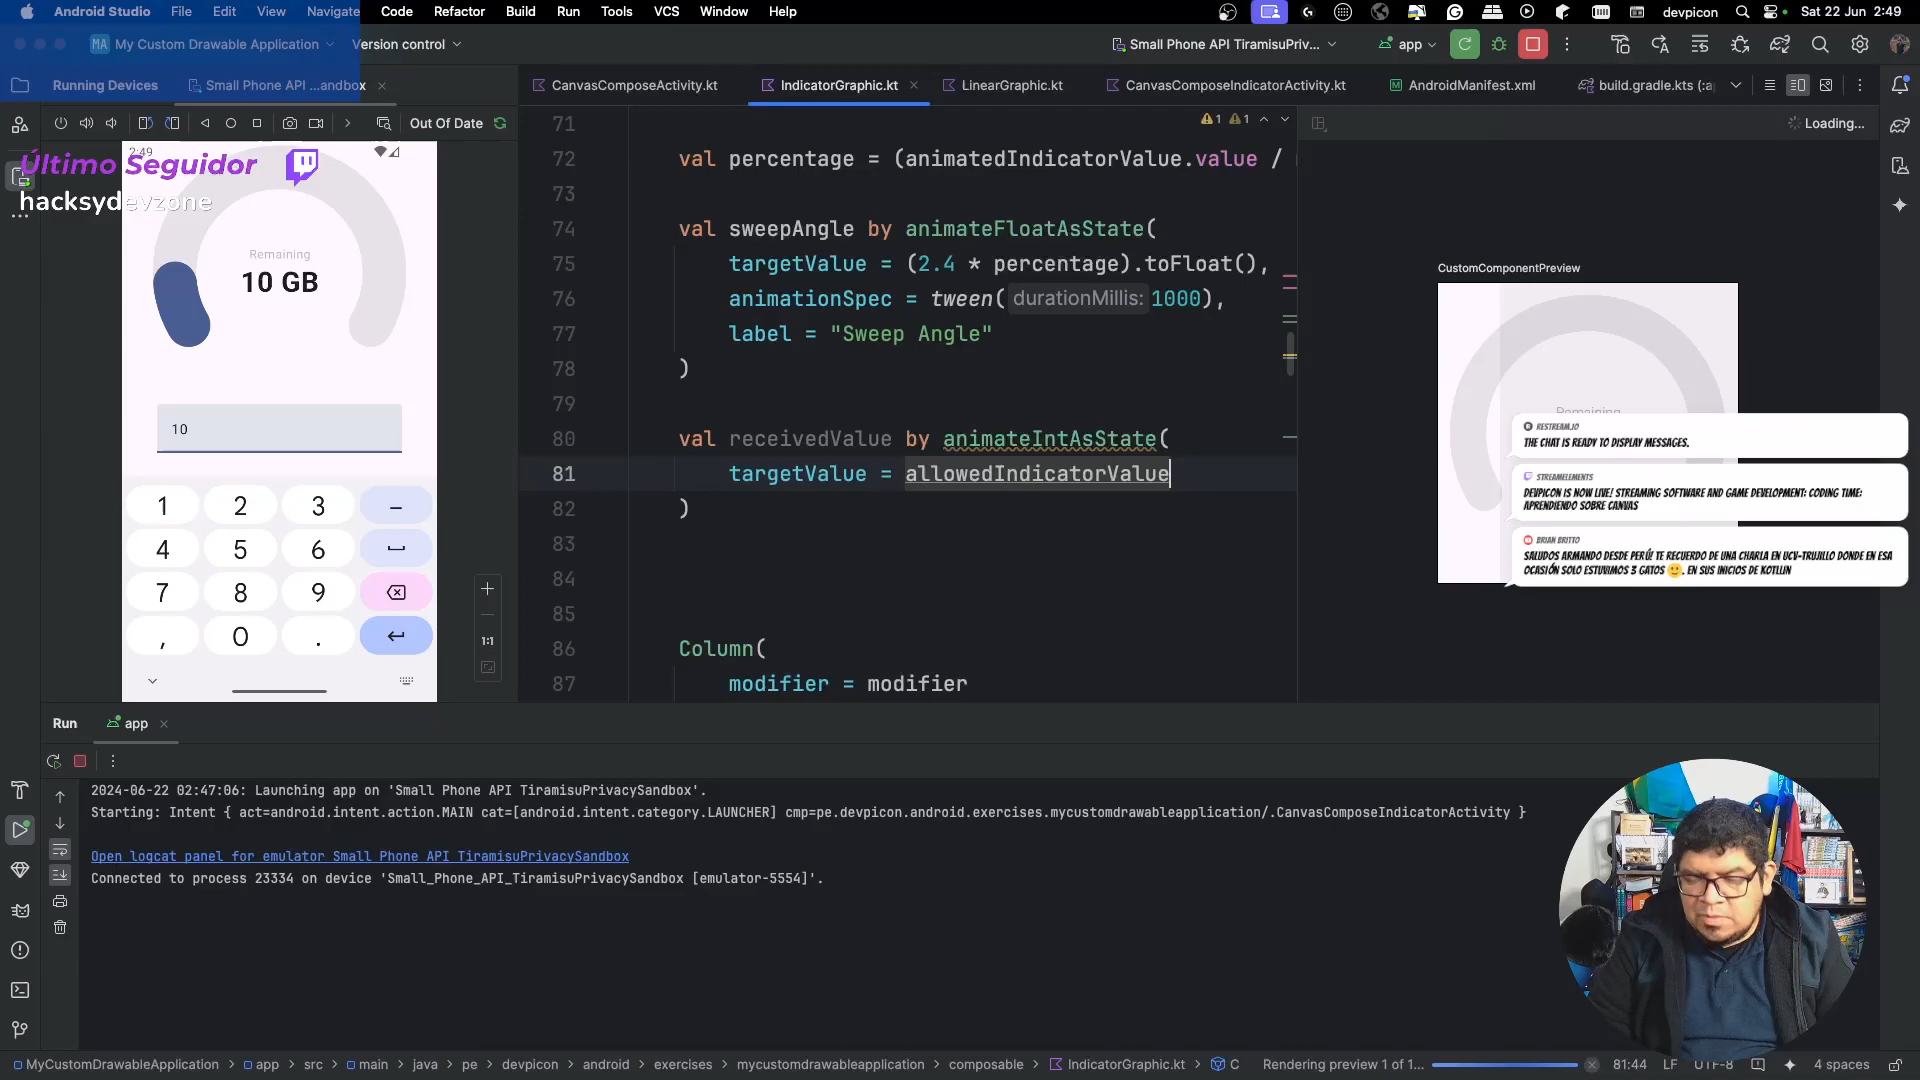 Android Studio File Edit View Navigate Code Refactor Build Run Tools VCS Window Help
devpicon Sat 22 Jun 2:49
MA My Custom Drawable Application Version control
Small Phone API TiramisuPriv... app
Running Devices Small Phone API ...andbox
CanvasComposeActivity.kt IndicatorGraphic.kt LinearGraphic.kt CanvasComposeIndicatorActivity.kt AndroidManifest.xml build.gradle.kts (:a
Out Of Date
1 1
Loading...
2:49
Último Seguidor
hacksydevzone
Remaining
10 GB
10
1 2 3 –
4 5 6
7 8 9
, 0 .
1:1
71
72 val percentage = (animatedIndicatorValue.value /
73
74 val sweepAngle by animateFloatAsState(
75 targetValue = (2.4 * percentage).toFloat(),
76 animationSpec = tween( durationMillis: 1000),
77 label = "Sweep Angle"
78 )
79
80 val receivedValue by animateIntAsState(
81 targetValue = allowedIndicatorValue
82 )
83
84
85
86 Column(
87 modifier = modifier
CustomComponentPreview
Remaining
RESTREAM.IO
THE CHAT IS READY TO DISPLAY MESSAGES.
STREAMELEMENTS
DEVPICON IS NOW LIVE! STREAMING SOFTWARE AND GAME DEVELOPMENT: CODING TIME:
APRENDIENDO SOBRE CANVAS
BRIAN BRITTO
SALUDOS ARMANDO DESDE PERÚ! TE RECUERDO DE UNA CHARLA EN UCV-TRUJILLO DONDE EN ESA
OCASIÓN SOLO ESTUVIMOS 3 GATOS 🙂. EN SUS INICIOS DE KOTLIN
Run app
2024-06-22 02:47:06: Launching app on 'Small Phone API TiramisuPrivacySandbox'.
Starting: Intent { act=android.intent.action.MAIN cat=[android.intent.category.LAUNCHER] cmp=pe.devpicon.android.exercises.mycustomdrawableapplication/.CanvasComposeIndicatorActivity }
Open logcat panel for emulator Small Phone API TiramisuPrivacySandbox
Connected to process 23334 on device 'Small_Phone_API_TiramisuPrivacySandbox [emulator-5554]'.
MyCustomDrawableApplication > app > src > main > java > pe > devpicon > android > exercises > mycustomdrawableapplication > composable > IndicatorGraphic.kt > C
Rendering preview 1 of 1... 81:44 LF UTF-8 4 spaces